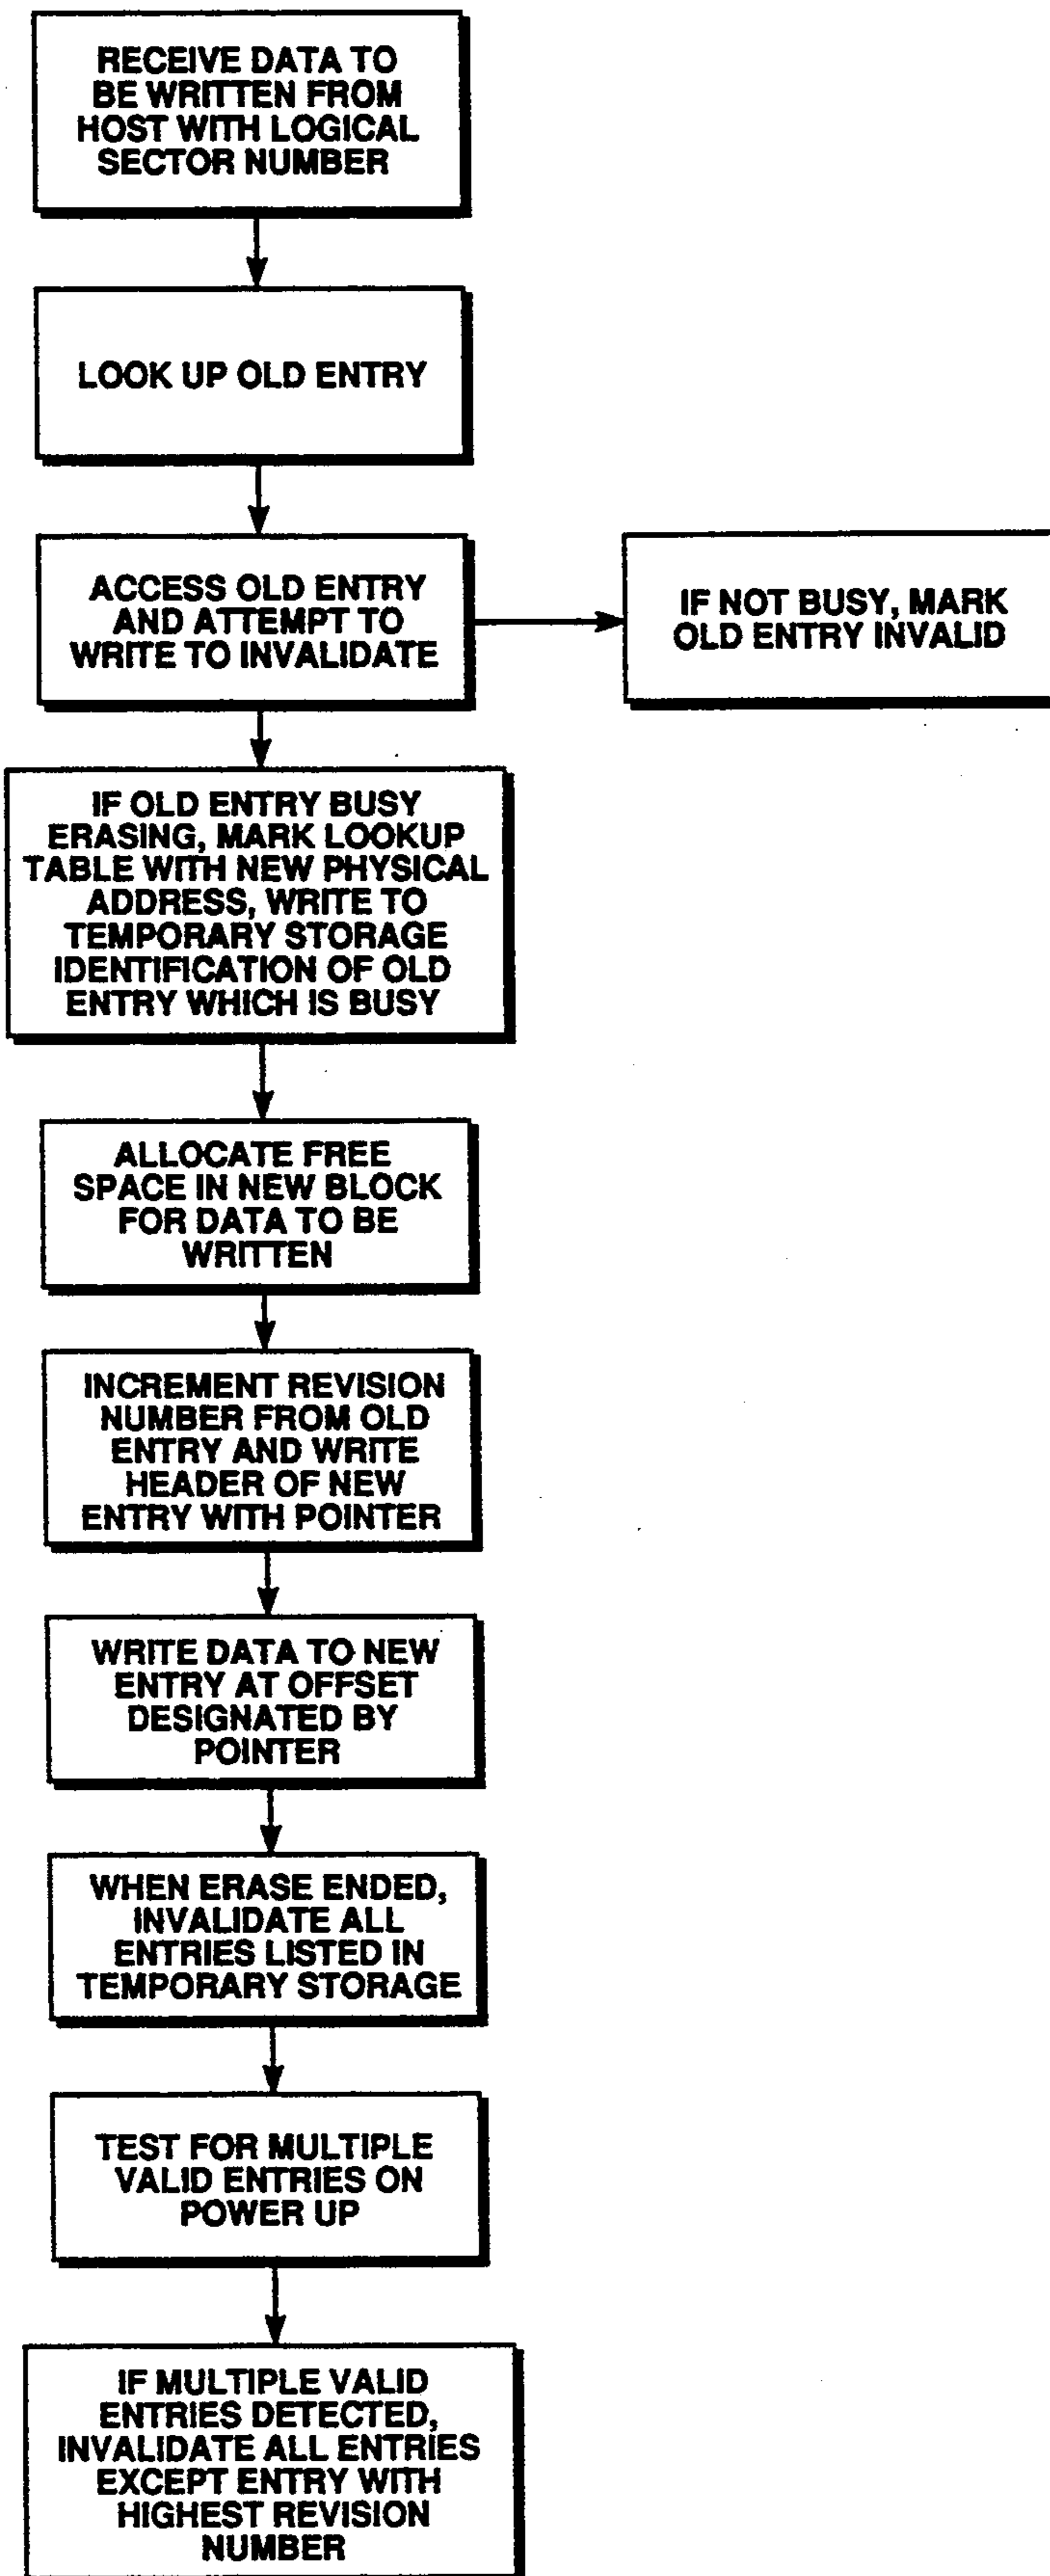 RECEIVE DATA TO
BE WRITTEN FROM
HOST WITH LOGICAL
SECTOR NUMBER
LOOK UP OLD ENTRY
ACCESS OLD ENTRY
AND ATTEMPT TO
WRITE TO INVALIDATE
IF NOT BUSY, MARK
OLD ENTRY INVALID
IF OLD ENTRY BUSY
ERASING, MARK LOOKUP
TABLE WITH NEW PHYSICAL
ADDRESS, WRITE TO
TEMPORARY STORAGE
IDENTIFICATION OF OLD
ENTRY WHICH IS BUSY
ALLOCATE FREE
SPACE IN NEW BLOCK
FOR DATA TO BE
WRITTEN
INCREMENT REVISION
NUMBER FROM OLD
ENTRY AND WRITE
HEADER OF NEW
ENTRY WITH POINTER
WRITE DATA TO NEW
ENTRY AT OFFSET
DESIGNATED BY
POINTER
WHEN ERASE ENDED,
INVALIDATE ALL
ENTRIES LISTED IN
TEMPORARY STORAGE
TEST FOR MULTIPLE
VALID ENTRIES ON
POWER UP
IF MULTIPLE VALID
ENTRIES DETECTED,
INVALIDATE ALL ENTRIES
EXCEPT ENTRY WITH
HIGHEST REVISION
NUMBER